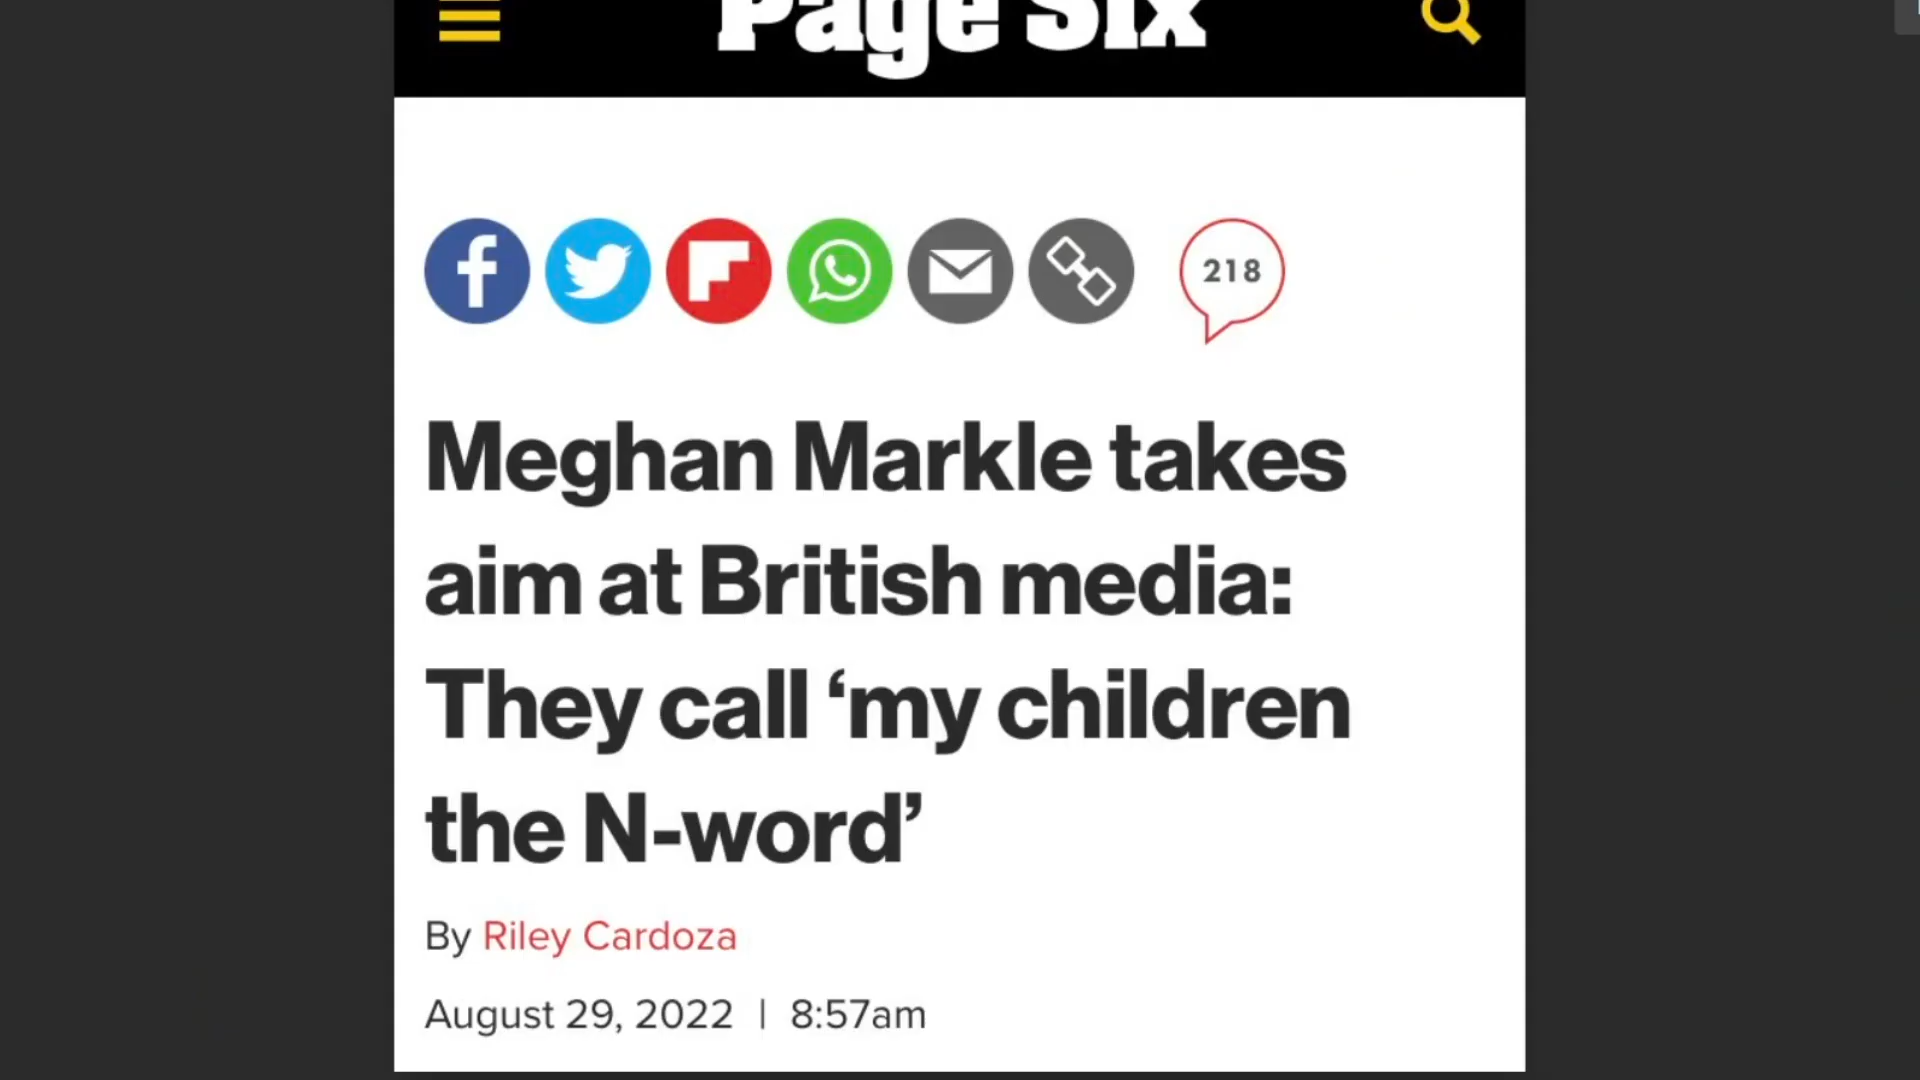 Page Six
218
Meghan Markle takes
aim at British media:
They call ‘my children
the N-word’
By Riley Cardoza
August 29, 2022 | 8:57am